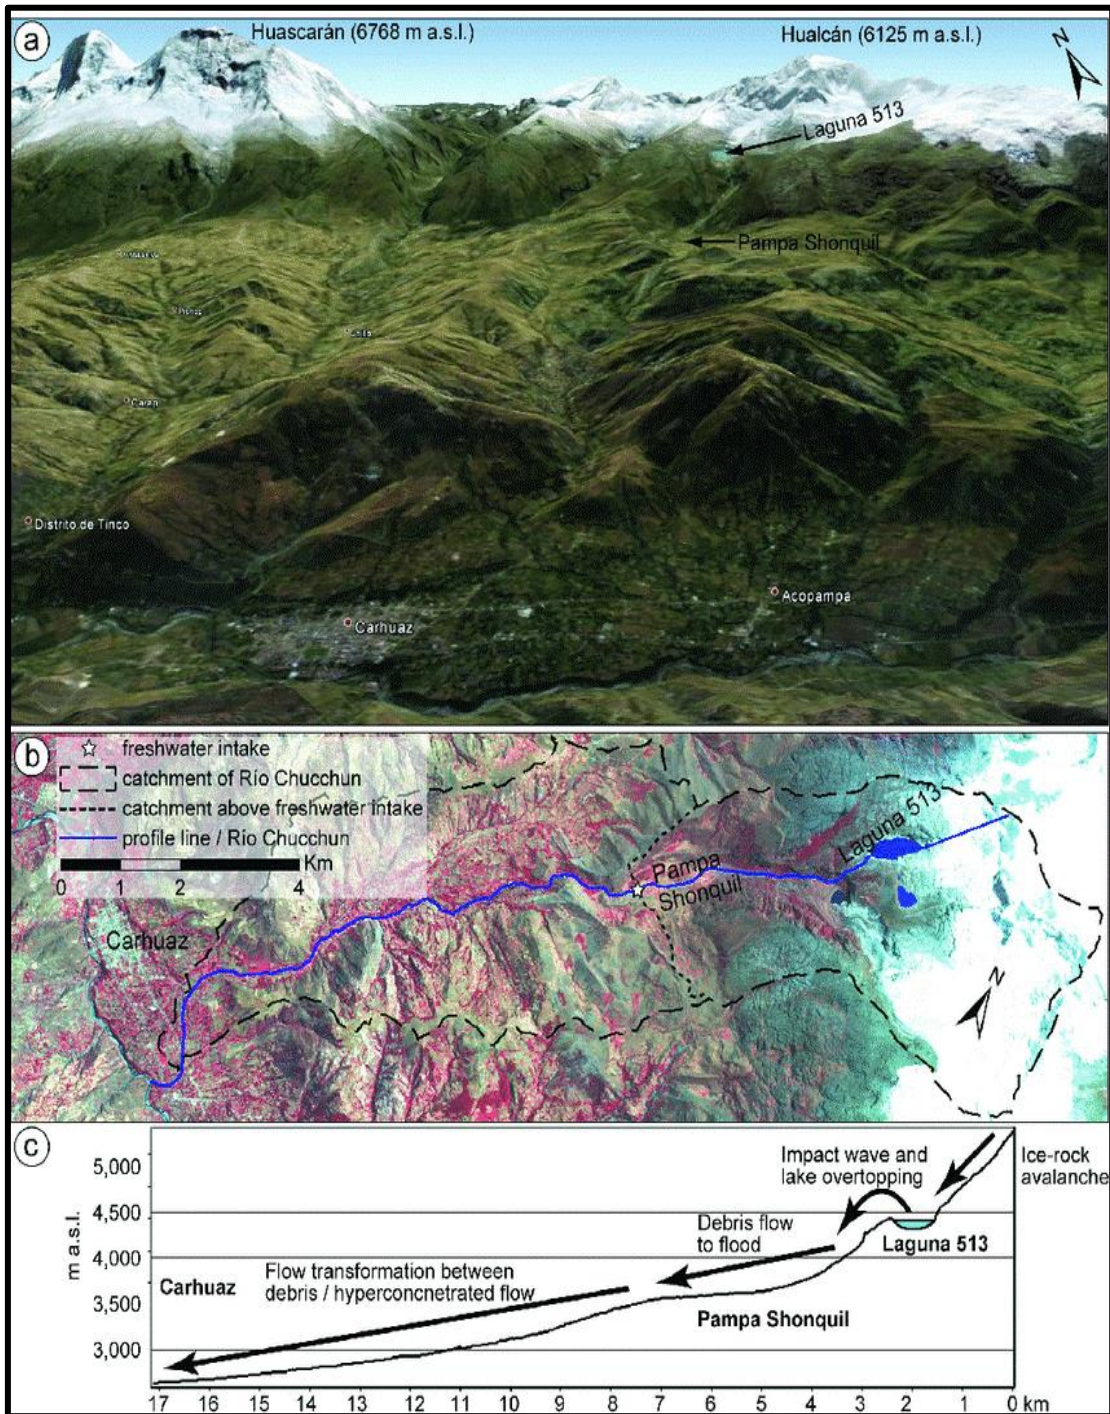 a
Huascarán (6768 m a.s.l.)
Hualcán (6125 m a.s.l.)
N
Laguna 513
Pampa Shonquil
Distrito de Tinco
Acopampa
Carhuaz
b
freshwater intake
catchment of Río Chucchun
catchment above freshwater intake
profile line / Río Chucchun
Km
0 2 4
Laguna 513
Pampa
Shonquil
Carhuaz
N
c
5,000
4,500
4,000
3,500
3,000
m a.s.l.
Impact wave and
lake overtopping
Ice-rock
avalanche
Debris flow
to flood
Laguna 513
Carhuaz
Flow transformation between
debris / hyperconcnetrated flow
Pampa Shonquil
17 16 15 14 13 12 11 10 9 8 7 6 5 4 3 2 1 0 km